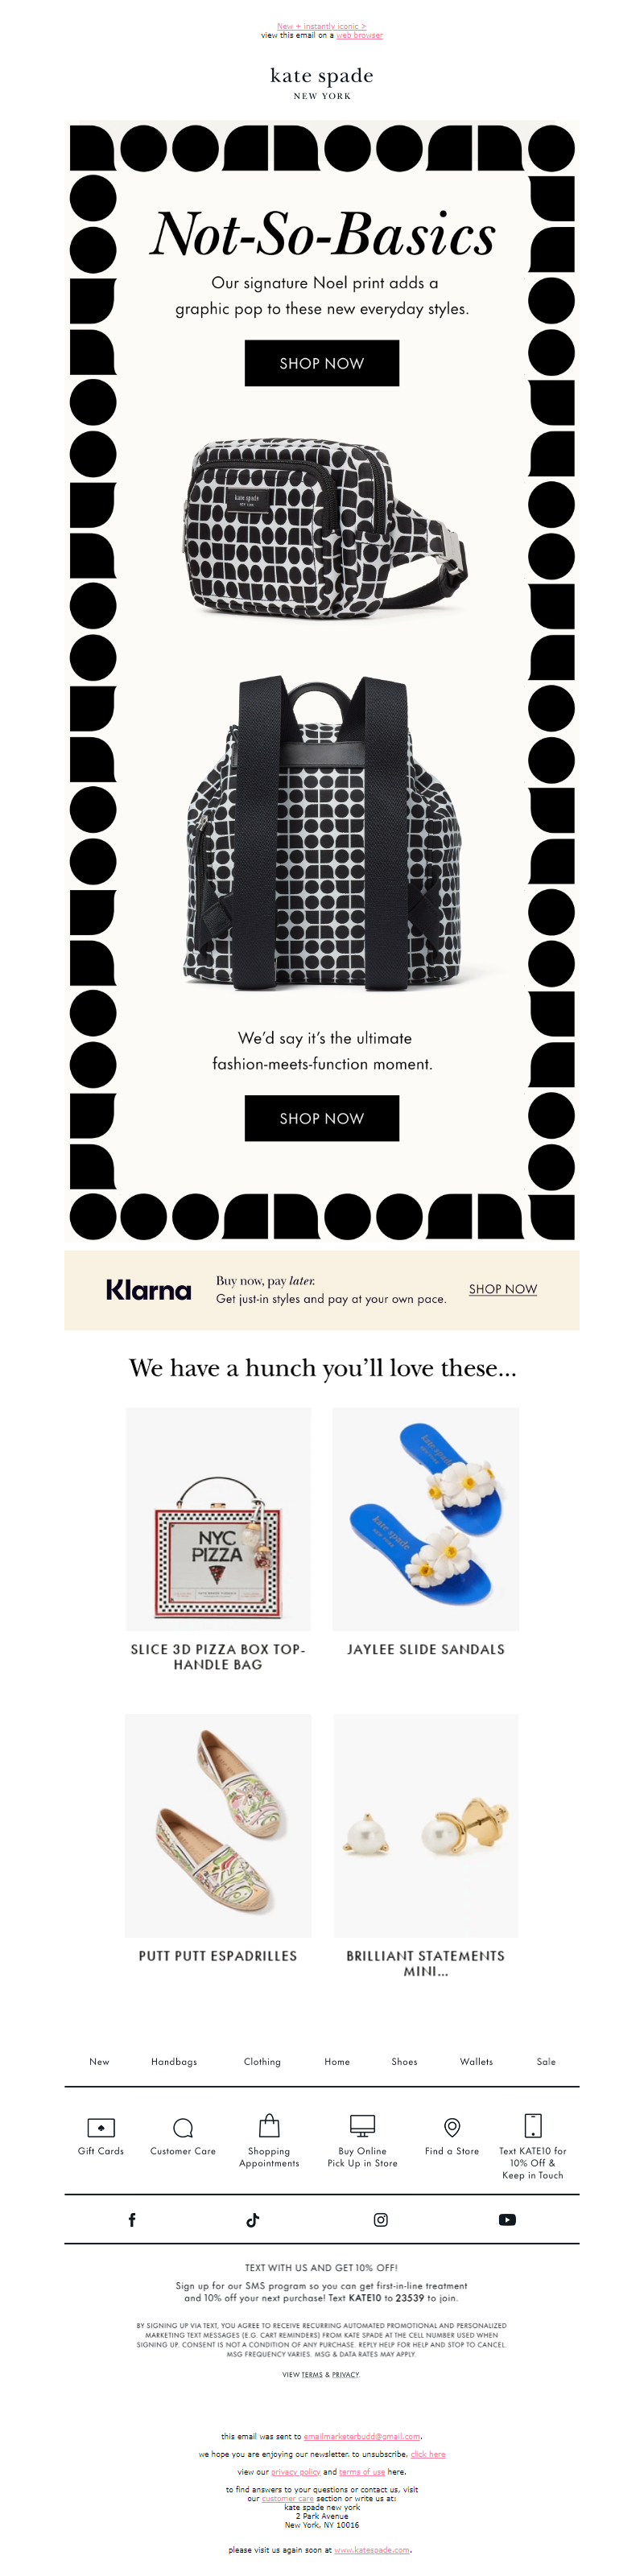 New + instantly iconic >
view this email on a web browser
kate spade
NEW YORK
Not-So-Basics
Our signature Noel print adds a
graphic pop to these new everyday styles.
SHOP NOW
kate spade
NEW YORK
We'd say it's the ultimate
fashion-meets-function moment.
SHOP NOW
Klarna
Buy now, pay later.
Get just-in styles and pay at your own pace.
SHOP NOW
We have a hunch you'll love these...
NYC
PIZZA
kate spade
NEW YORK
kate spade
NEW YORK
SLICE 3D PIZZA BOX TOP-
HANDLE BAG
JAYLEE SLIDE SANDALS
PUTT PUTT ESPADRILLES
BRILLIANT STATEMENTS
MINI...
New Handbags Clothing Home Shoes Wallets Sale
Gift Cards
Customer Care
Shopping
Appointments
Buy Online
Pick Up in Store
Find a Store
Text KATE10 for
10% Off &
Keep in Touch
TEXT WITH US AND GET 10% OFF!
Sign up for our SMS program so you can get first-in-line treatment
and 10% off your next purchase! Text KATE10 to 23539 to join.
BY SIGNING UP VIA TEXT, YOU AGREE TO RECEIVE RECURRING AUTOMATED PROMOTIONAL AND PERSONALIZED
MARKETING TEXT MESSAGES (E.G. CART REMINDERS) FROM KATE SPADE AT THE CELL NUMBER USED WHEN
SIGNING UP. CONSENT IS NOT A CONDITION OF ANY PURCHASE. REPLY HELP FOR HELP AND STOP TO CANCEL.
MSG FREQUENCY VARIES. MSG & DATA RATES MAY APPLY.
VIEW TERMS & PRIVACY.
this email was sent to emailmarketerbudd@gmail.com.
we hope you are enjoying our newsletter. to unsubscribe, click here
view our privacy policy and terms of use here.
to find answers to your questions or contact us, visit
our customer care section or write us at:
kate spade new york
2 Park Avenue
New York, NY 10016
please visit us again soon at www.katespade.com.